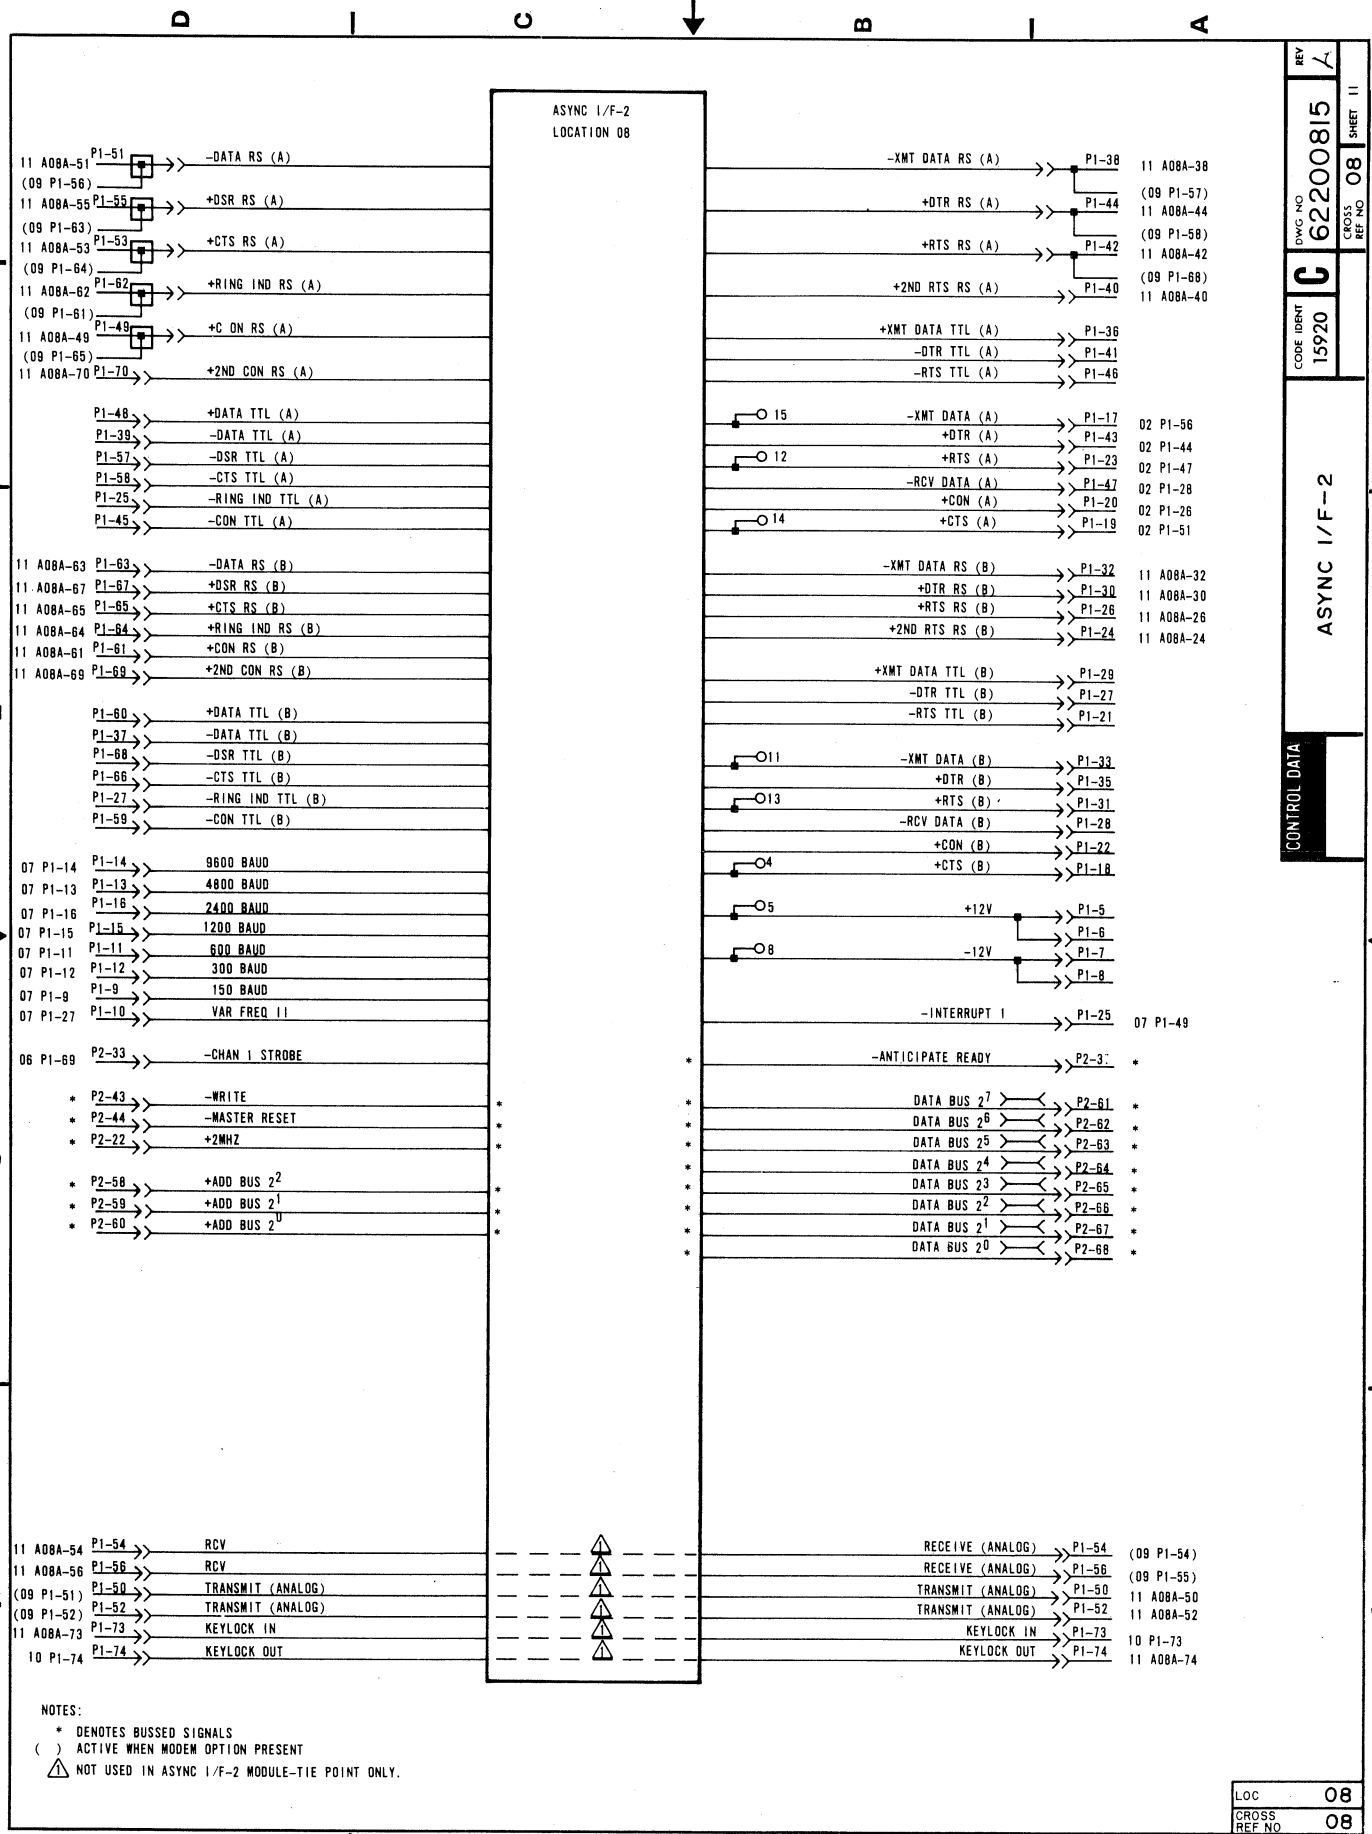 D C B A
ASYNC I/F-2
LOCATION 08
11 A08A-51 P1-51 -DATA RS (A)
(09 P1-56)
11 A08A-55 P1-55 +DSR RS (A)
(09 P1-63)
11 A08A-53 P1-53 +CTS RS (A)
(09 P1-64)
11 A08A-62 P1-62 +RING IND RS (A)
(09 P1-61)
11 A08A-49 P1-49 +C ON RS (A)
(09 P1-65)
11 A08A-70 P1-70 +2ND CON RS (A)
P1-48 +DATA TTL (A)
P1-39 -DATA TTL (A)
P1-57 -DSR TTL (A)
P1-58 -CTS TTL (A)
P1-25 -RING IND TTL (A)
P1-45 -CON TTL (A)
11 A08A-63 P1-63 -DATA RS (B)
11 A08A-67 P1-67 +DSR RS (B)
11 A08A-65 P1-65 +CTS RS (B)
11 A08A-64 P1-64 +RING IND RS (B)
11 A08A-61 P1-61 +CON RS (B)
11 A08A-69 P1-69 +2ND CON RS (B)
P1-60 +DATA TTL (B)
P1-37 -DATA TTL (B)
P1-68 -DSR TTL (B)
P1-66 -CTS TTL (B)
P1-27 -RING IND TTL (B)
P1-59 -CON TTL (B)
07 P1-14 P1-14 9600 BAUD
07 P1-13 P1-13 4800 BAUD
07 P1-16 P1-16 2400 BAUD
07 P1-15 P1-15 1200 BAUD
07 P1-11 P1-11 600 BAUD
07 P1-12 P1-12 300 BAUD
07 P1-9 P1-9 150 BAUD
07 P1-27 P1-10 VAR FREQ II
06 P1-69 P2-33 -CHAN 1 STROBE
* P2-43 -WRITE *
* P2-44 -MASTER RESET *
* P2-22 +2MHZ *
* P2-58 +ADD BUS 2² *
* P2-59 +ADD BUS 2¹ *
* P2-60 +ADD BUS 2⁰ *
11 A08A-54 P1-54 RCV
11 A08A-56 P1-56 RCV
(09 P1-51) P1-50 TRANSMIT (ANALOG)
(09 P1-52) P1-52 TRANSMIT (ANALOG)
11 A08A-73 P1-73 KEYLOCK IN
10 P1-74 P1-74 KEYLOCK OUT
1
1
1
1
1
1
-XMT DATA RS (A) P1-38 11 A08A-38
(09 P1-57)
+DTR RS (A) P1-44 11 A08A-44
(09 P1-58)
+RTS RS (A) P1-42 11 A08A-42
(09 P1-68)
+2ND RTS RS (A) P1-40 11 A08A-40
+XMT DATA TTL (A) P1-36
-DTR TTL (A) P1-41
-RTS TTL (A) P1-46
15 -XMT DATA (A) P1-17 02 P1-56
+DTR (A) P1-43 02 P1-44
12 +RTS (A) P1-23 02 P1-47
-RCV DATA (A) P1-47 02 P1-28
+CON (A) P1-20 02 P1-26
14 +CTS (A) P1-19 02 P1-51
-XMT DATA RS (B) P1-32 11 A08A-32
+DTR RS (B) P1-30 11 A08A-30
+RTS RS (B) P1-26 11 A08A-26
+2ND RTS RS (B) P1-24 11 A08A-24
+XMT DATA TTL (B) P1-29
-DTR TTL (B) P1-27
-RTS TTL (B) P1-21
11 -XMT DATA (B) P1-33
+DTR (B) P1-35
13 +RTS (B) P1-31
-RCV DATA (B) P1-28
+CON (B) P1-22
4 +CTS (B) P1-18
5 +12V P1-5
P1-6
8 -12V P1-7
P1-8
-INTERRUPT 1 P1-25 07 P1-49
* -ANTICIPATE READY *
* DATA BUS 2⁷ P2-61 *
* DATA BUS 2⁶ P2-62 *
* DATA BUS 2⁵ P2-63 *
* DATA BUS 2⁴ P2-64 *
* DATA BUS 2³ P2-65 *
* DATA BUS 2² P2-66 *
* DATA BUS 2¹ P2-67 *
* DATA BUS 2⁰ P2-68 *
RECEIVE (ANALOG) P1-54 (09 P1-54)
RECEIVE (ANALOG) P1-56 (09 P1-55)
TRANSMIT (ANALOG) P1-50 11 A08A-50
TRANSMIT (ANALOG) P1-52 11 A08A-52
KEYLOCK IN P1-73 10 P1-73
KEYLOCK OUT P1-74 11 A08A-74
NOTES:
* DENOTES BUSSED SIGNALS
( ) ACTIVE WHEN MODEM OPTION PRESENT
1 NOT USED IN ASYNC I/F-2 MODULE-TIE POINT ONLY.
CONTROL DATA
ASYNC I/F-2
CODE IDENT
15920
C
DWG NO
62200815
REV
A
CROSS REF NO 08
SHEET 11
LOC 08
CROSS REF NO 08